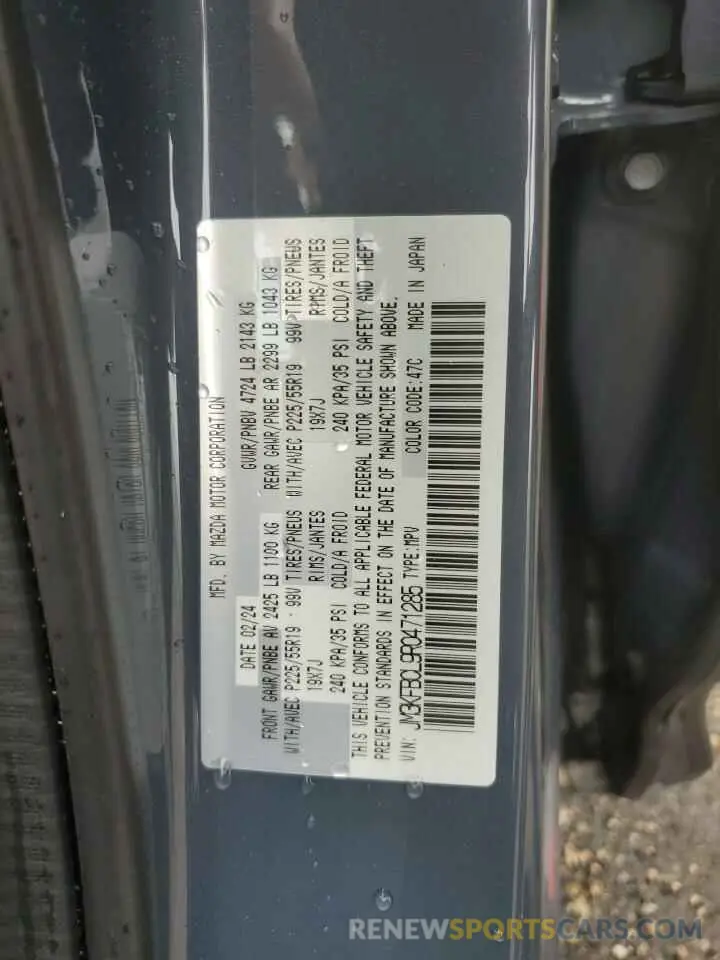 MFD. BY MAZDA MOTOR CORPORATION
DATE 02/24 GVWR/PNBV 4724 LB 2143 KG
FRONT GAWR/PNBE AV 2425 LB 1100 KG REAR GAWR/PNBE AR 2299 LB 1043 KG
WITH/AVEC P225/55R19 99V TIRES/PNEUS WITH/AVEC P225/55R19 99V TIRES/PNEUS
19X7J RIMS/JANTES 19X7J RIMS/JANTES
240 KPA/35 PSI COLD/A FROID 240 KPA/35 PSI COLD/A FROID
THIS VEHICLE CONFORMS TO ALL APPLICABLE FEDERAL MOTOR VEHICLE SAFETY AND THEFT
PREVENTION STANDARDS IN EFFECT ON THE DATE OF MANUFACTURE SHOWN ABOVE.
VIN: JM3KFBCL9R0471285 TYPE:MPV COLOR CODE:47C MADE IN JAPAN
RENEWSPORTSCARS.COM